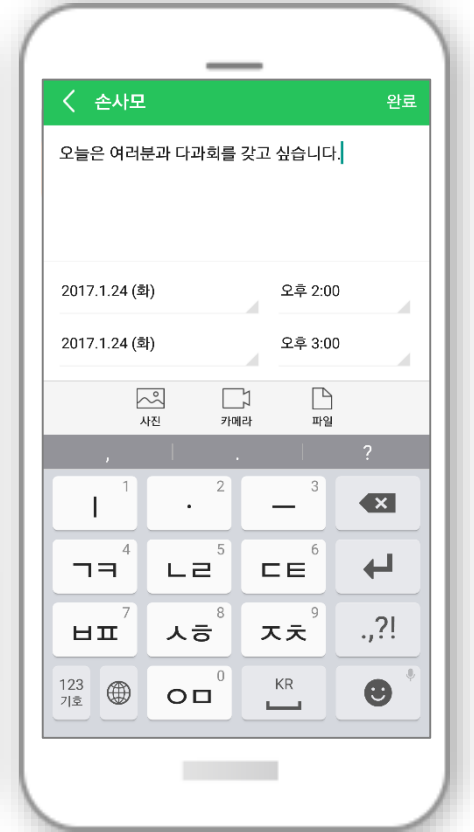 손사모 완료
오늘은 여러분과 다과회를 갖고 싶습니다.
2017.1.24 (화) 오후 2:00
2017.1.24 (화) 오후 3:00
사진 카메라 파일
, . ?
ㅣ 1 · 2 ㅡ 3
ㄱㅋ 4 ㄴㄹ 5 ㄷㅌ 6
ㅂㅍ 7 ㅅㅎ 8 ㅈㅊ 9 .,?!
123 기호 ㅇㅁ 0 KR